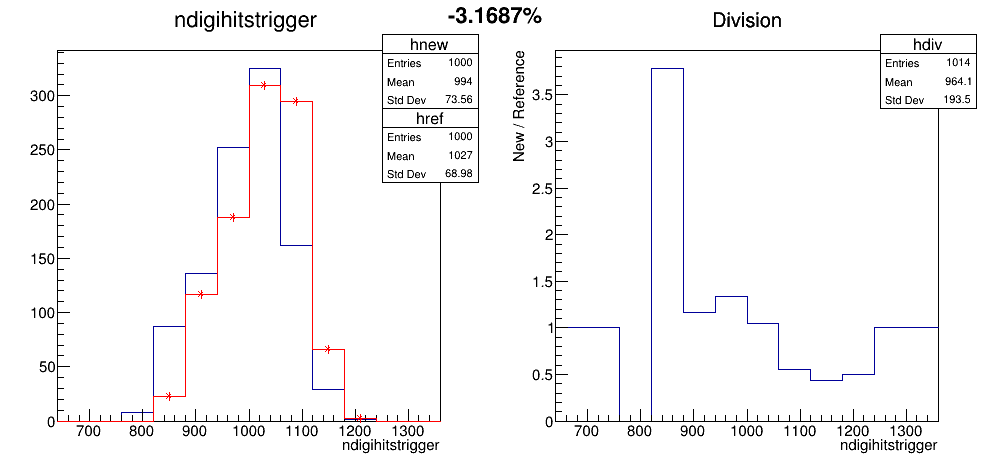 -3.1687%
ndigihitstrigger
hnew
Entries 1000
Mean 994
Std Dev 73.56
href
Entries 1000
Mean 1027
Std Dev 68.98
300
250
200
150
100
50
0
700 800 900 1000 1100 1200 1300
ndigihitstrigger
Division
hdiv
Entries 1014
Mean 964.1
Std Dev 193.5
New / Reference
3.5
3
2.5
2
1.5
1
0.5
0
700 800 900 1000 1100 1200 1300
ndigihitstrigger